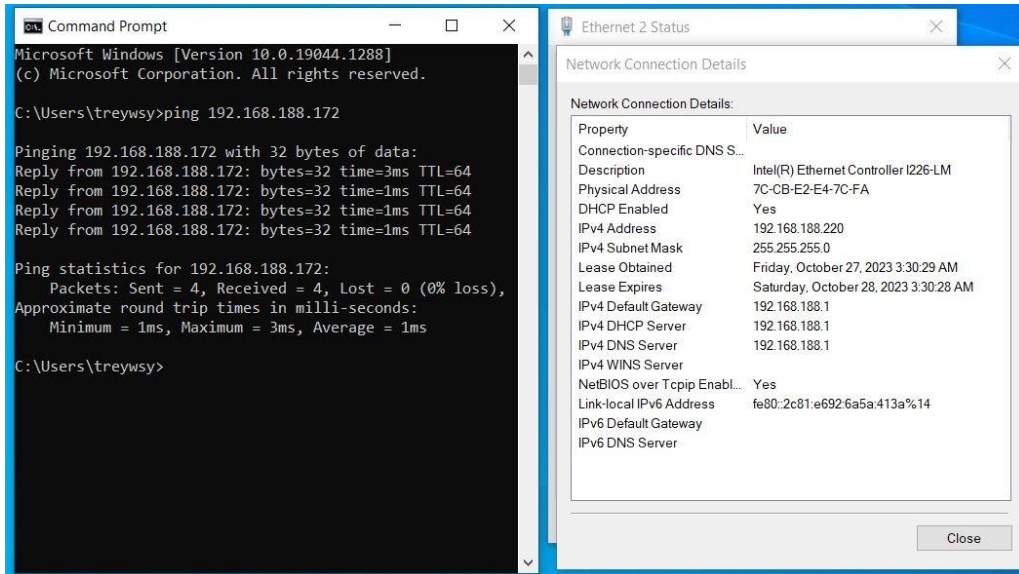 Command Prompt
Microsoft Windows [Version 10.0.19044.1288]
(c) Microsoft Corporation. All rights reserved.
C:\Users\treywsy>ping 192.168.188.172
Pinging 192.168.188.172 with 32 bytes of data:
Reply from 192.168.188.172: bytes=32 time=3ms TTL=64
Reply from 192.168.188.172: bytes=32 time=1ms TTL=64
Reply from 192.168.188.172: bytes=32 time=1ms TTL=64
Reply from 192.168.188.172: bytes=32 time=1ms TTL=64
Ping statistics for 192.168.188.172:
Packets: Sent = 4, Received = 4, Lost = 0 (0% loss),
Approximate round trip times in milli-seconds:
Minimum = 1ms, Maximum = 3ms, Average = 1ms
C:\Users\treywsy>
Ethernet 2 Status
Network Connection Details
Network Connection Details:
Property Value
Connection-specific DNS S...
Description Intel(R) Ethernet Controller I226-LM
Physical Address 7C-CB-E2-E4-7C-FA
DHCP Enabled Yes
IPv4 Address 192.168.188.220
IPv4 Subnet Mask 255.255.255.0
Lease Obtained Friday, October 27, 2023 3:30:29 AM
Lease Expires Saturday, October 28, 2023 3:30:28 AM
IPv4 Default Gateway 192.168.188.1
IPv4 DHCP Server 192.168.188.1
IPv4 DNS Server 192.168.188.1
IPv4 WINS Server
NetBIOS over Tcpip Enabl... Yes
Link-local IPv6 Address fe80::2c81:e692:6a5a:413a%14
IPv6 Default Gateway
IPv6 DNS Server
Close